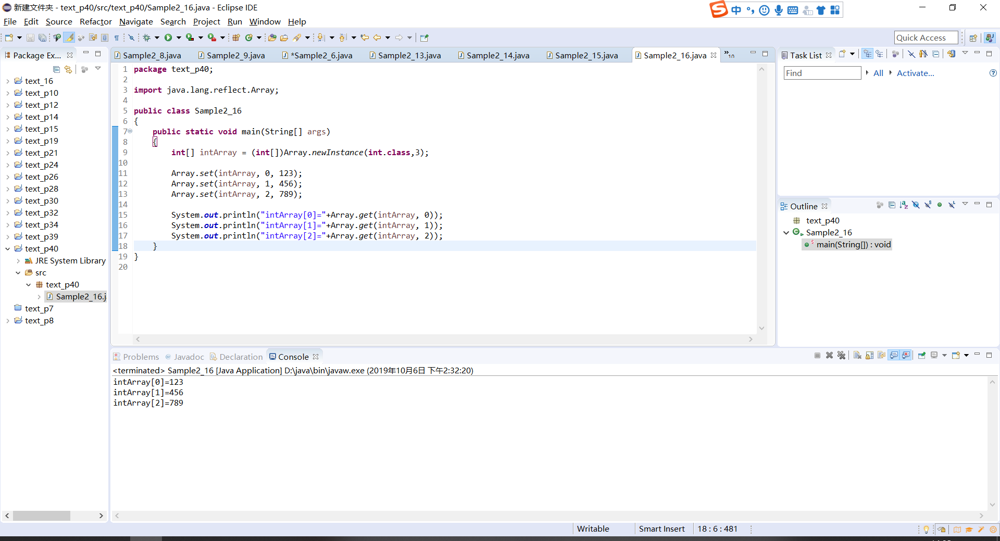 新建文件夹 - text_p40/src/text_p40/Sample2_16.java - Eclipse IDE
中
File Edit Source Refactor Navigate Search Project Run Window Help
Quick Access
Package Ex...
Sample2_8.java Sample2_9.java *Sample2_6.java Sample2_13.java Sample2_14.java Sample2_15.java Sample2_16.java »10
text_16
text_p10
text_p12
text_p14
text_p15
text_p19
text_p21
text_p24
text_p26
text_p28
text_p30
text_p32
text_p34
text_p39
text_p40
JRE System Library
src
text_p40
Sample2_16.j
text_p7
text_p8
1 package text_p40;
2
3 import java.lang.reflect.Array;
4
5 public class Sample2_16
6 {
7 public static void main(String[] args)
8 {
9 int[] intArray = (int[])Array.newInstance(int.class,3);
10
11 Array.set(intArray, 0, 123);
12 Array.set(intArray, 1, 456);
13 Array.set(intArray, 2, 789);
14
15 System.out.println("intArray[0]="+Array.get(intArray, 0));
16 System.out.println("intArray[1]="+Array.get(intArray, 1));
17 System.out.println("intArray[2]="+Array.get(intArray, 2));
18 }
19 }
20
Task List
Find All Activate...
Outline
text_p40
Sample2_16
main(String[]) : void
Problems @ Javadoc Declaration Console
<terminated> Sample2_16 [Java Application] D:\java\bin\javaw.exe (2019年10月6日 下午2:32:20)
intArray[0]=123
intArray[1]=456
intArray[2]=789
Writable Smart Insert 18 : 6 : 481